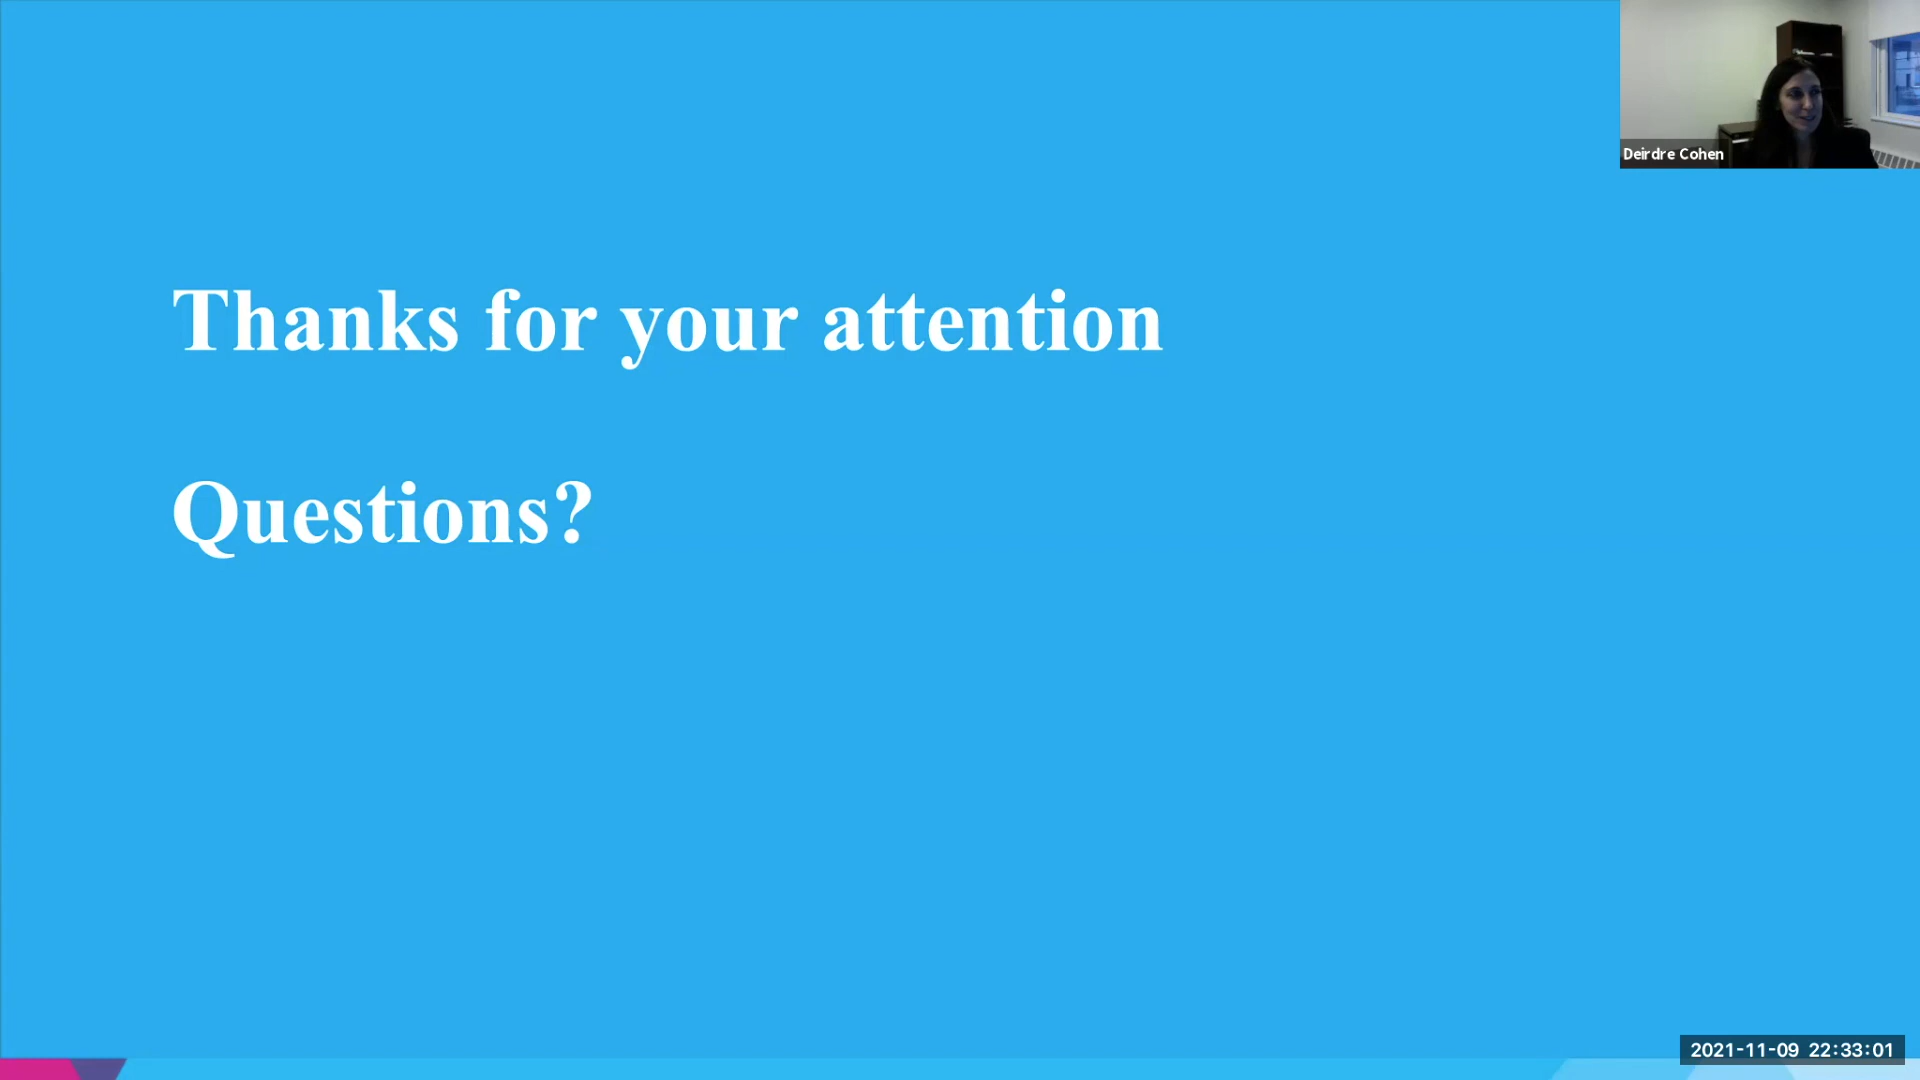 Deirdre Cohen
Thanks for your attention
Questions?
2021-11-09 22:33:01